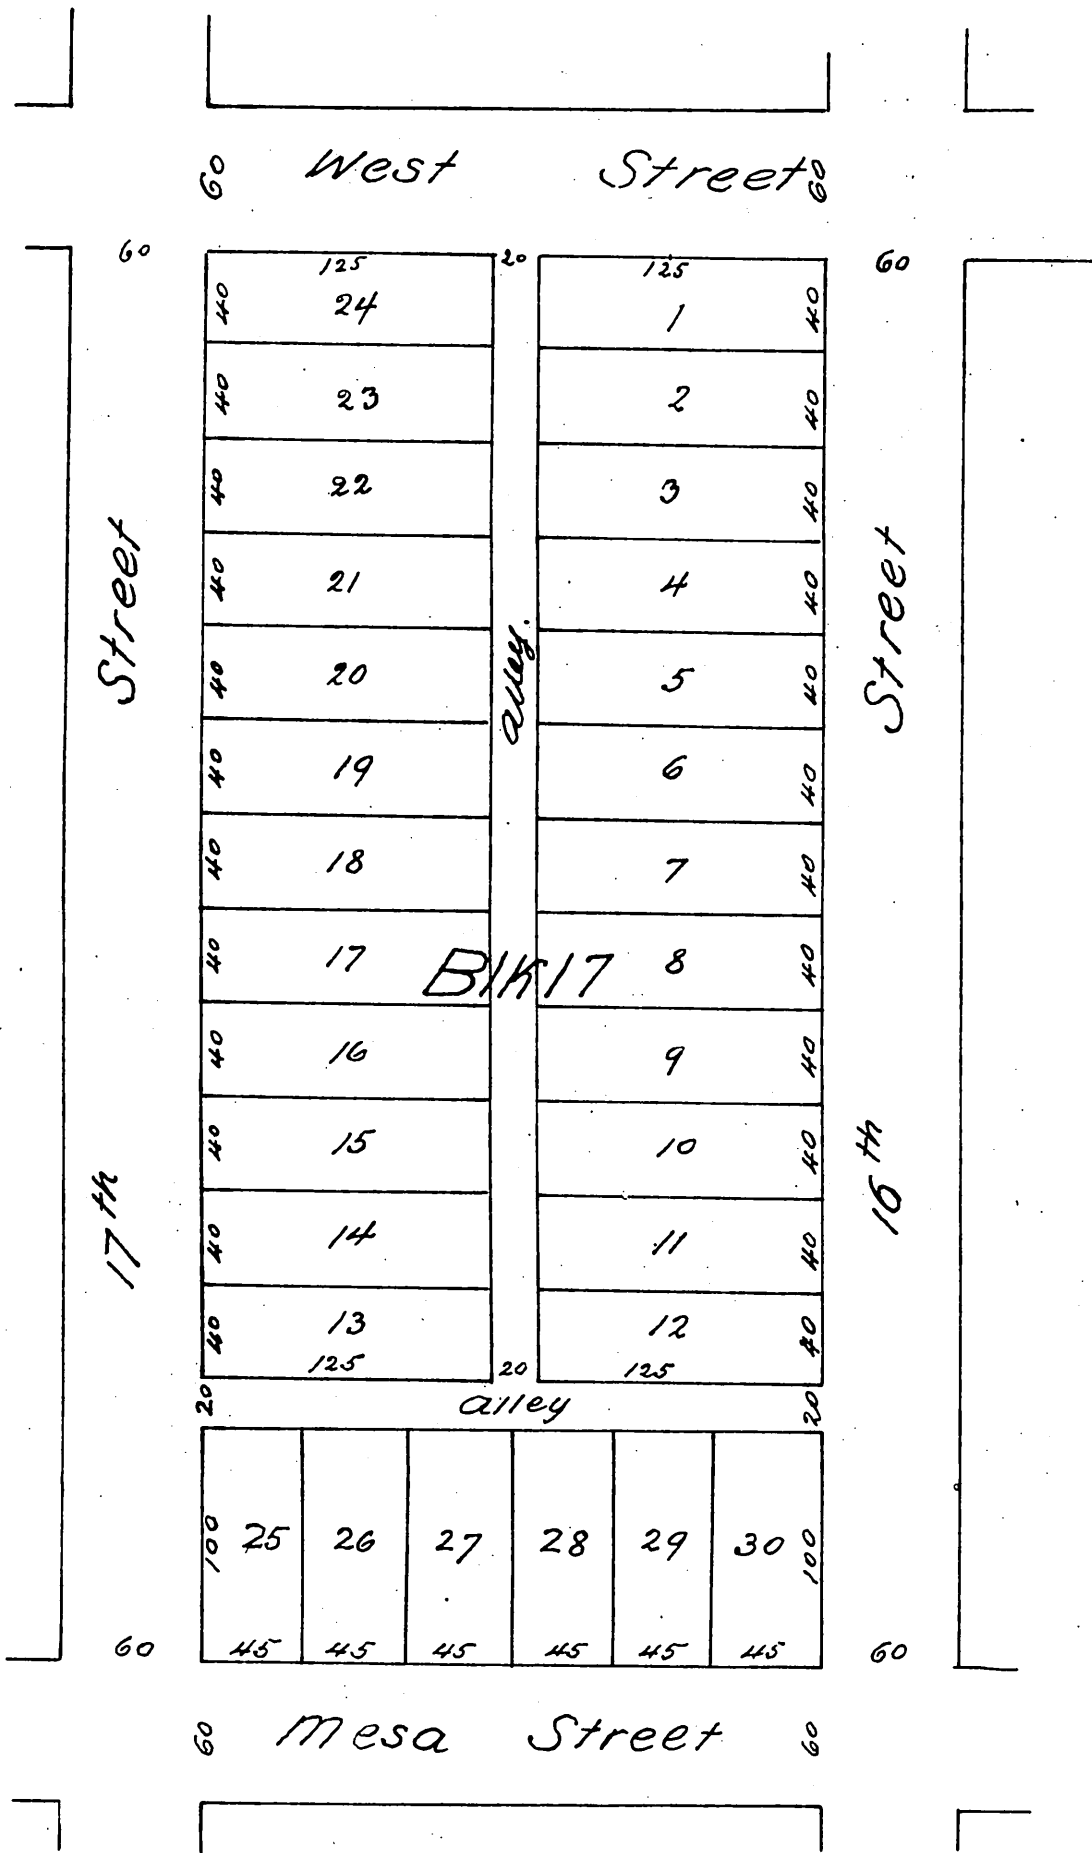 60 West Street 60
60 125 20 125 60
40 24 1 40
40 23 2 40
40 22 3 40
40 21 4 40
40 20 5 40
40 19 6 40
40 18 7 40
40 17 8 40
40 16 9 40
40 15 10 40
40 14 11 40
40 13 12 40
125 20 125
17th Street
alley.
Blk 17
16th Street
20 alley 20
100 25 26 27 28 29 30 100
60 45 45 45 45 45 45 60
60 Mesa Street 60